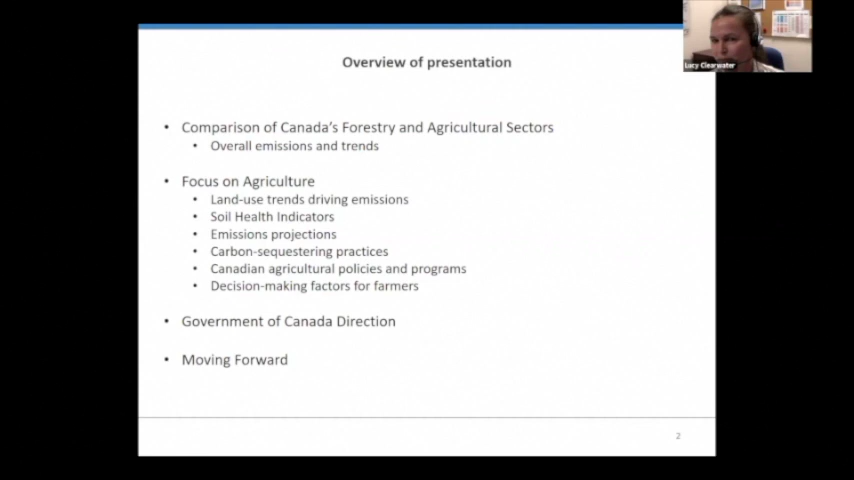 Overview of presentation
Lucy Clearwater
• Comparison of Canada's Forestry and Agricultural Sectors
• Overall emissions and trends
• Focus on Agriculture
• Land-use trends driving emissions
• Soil Health Indicators
• Emissions projections
• Carbon-sequestering practices
• Canadian agricultural policies and programs
• Decision-making factors for farmers
• Government of Canada Direction
• Moving Forward
2